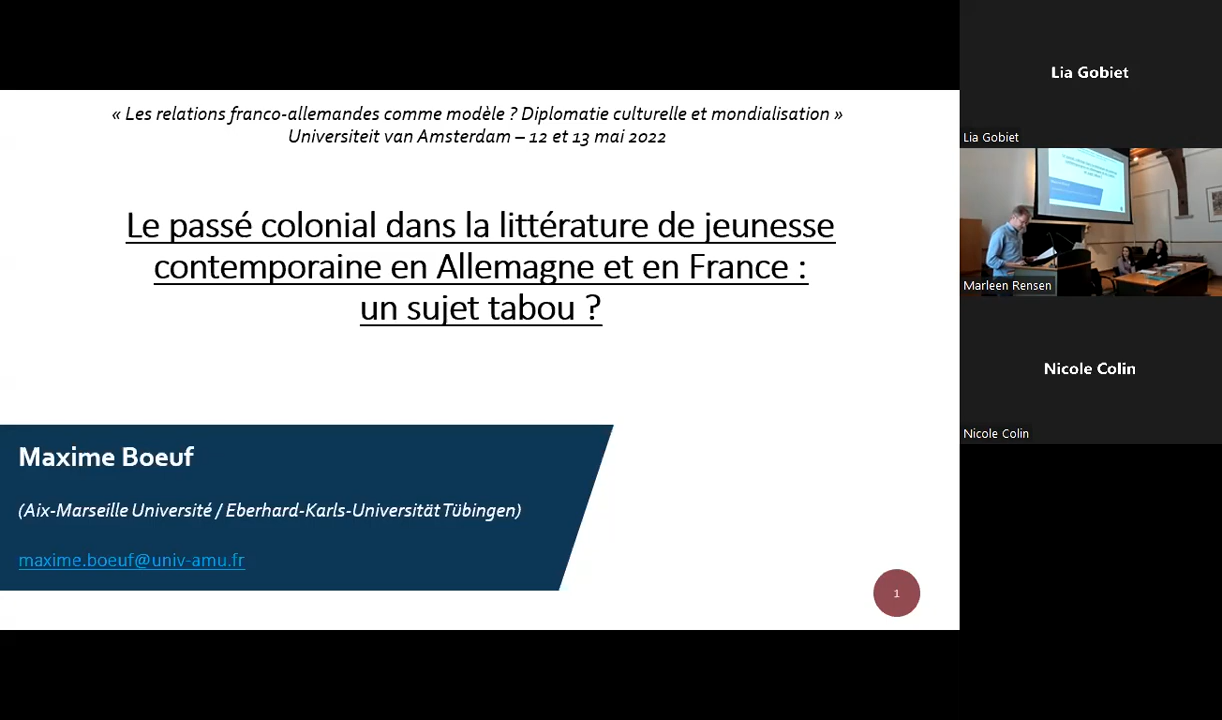 « Les relations franco-allemandes comme modèle ? Diplomatie culturelle et mondialisation »
Universiteit van Amsterdam – 12 et 13 mai 2022
Le passé colonial dans la littérature de jeunesse
contemporaine en Allemagne et en France :
un sujet tabou ?
Maxime Boeuf
(Aix-Marseille Université / Eberhard-Karls-Universität Tübingen)
maxime.boeuf@univ-amu.fr
1
Lia Gobiet
Lia Gobiet
Marleen Rensen
Nicole Colin
Nicole Colin